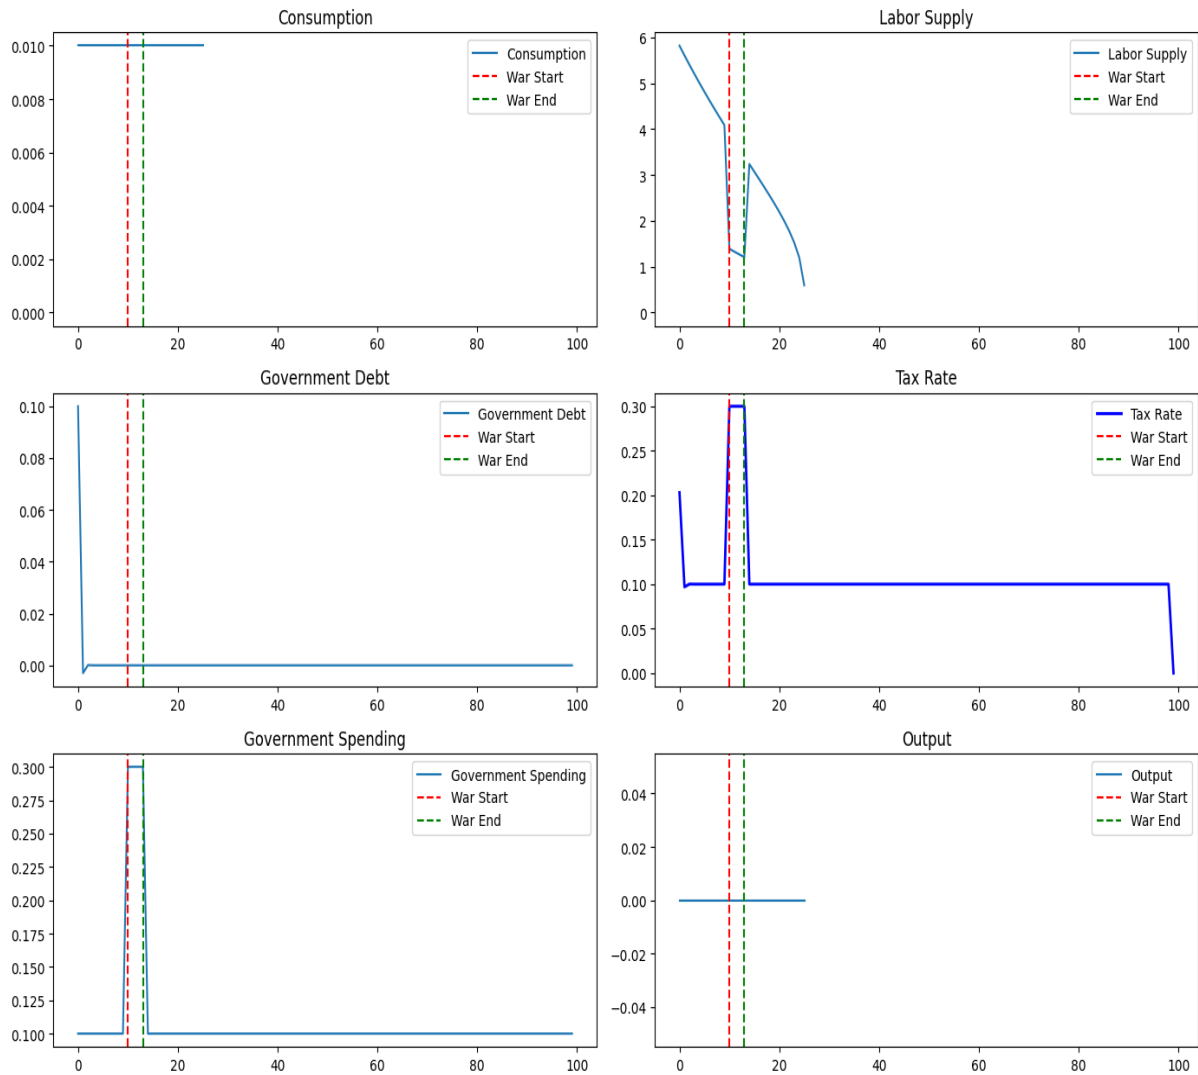 Consumption
0.010
0.008
0.006
0.004
0.002
0.000
Consumption
War Start
War End
0 20 40 60 80 100
Labor Supply
6
5
4
3
2
1
0
Labor Supply
War Start
War End
0 20 40 60 80 100
Government Debt
0.10
0.08
0.06
0.04
0.02
0.00
Government Debt
War Start
War End
0 20 40 60 80 100
Tax Rate
0.30
0.25
0.20
0.15
0.10
0.05
0.00
Tax Rate
War Start
War End
0 20 40 60 80 100
Government Spending
0.300
0.275
0.250
0.225
0.200
0.175
0.150
0.125
0.100
Government Spending
War Start
War End
0 20 40 60 80 100
Output
0.04
0.02
0.00
−0.02
−0.04
Output
War Start
War End
0 20 40 60 80 100